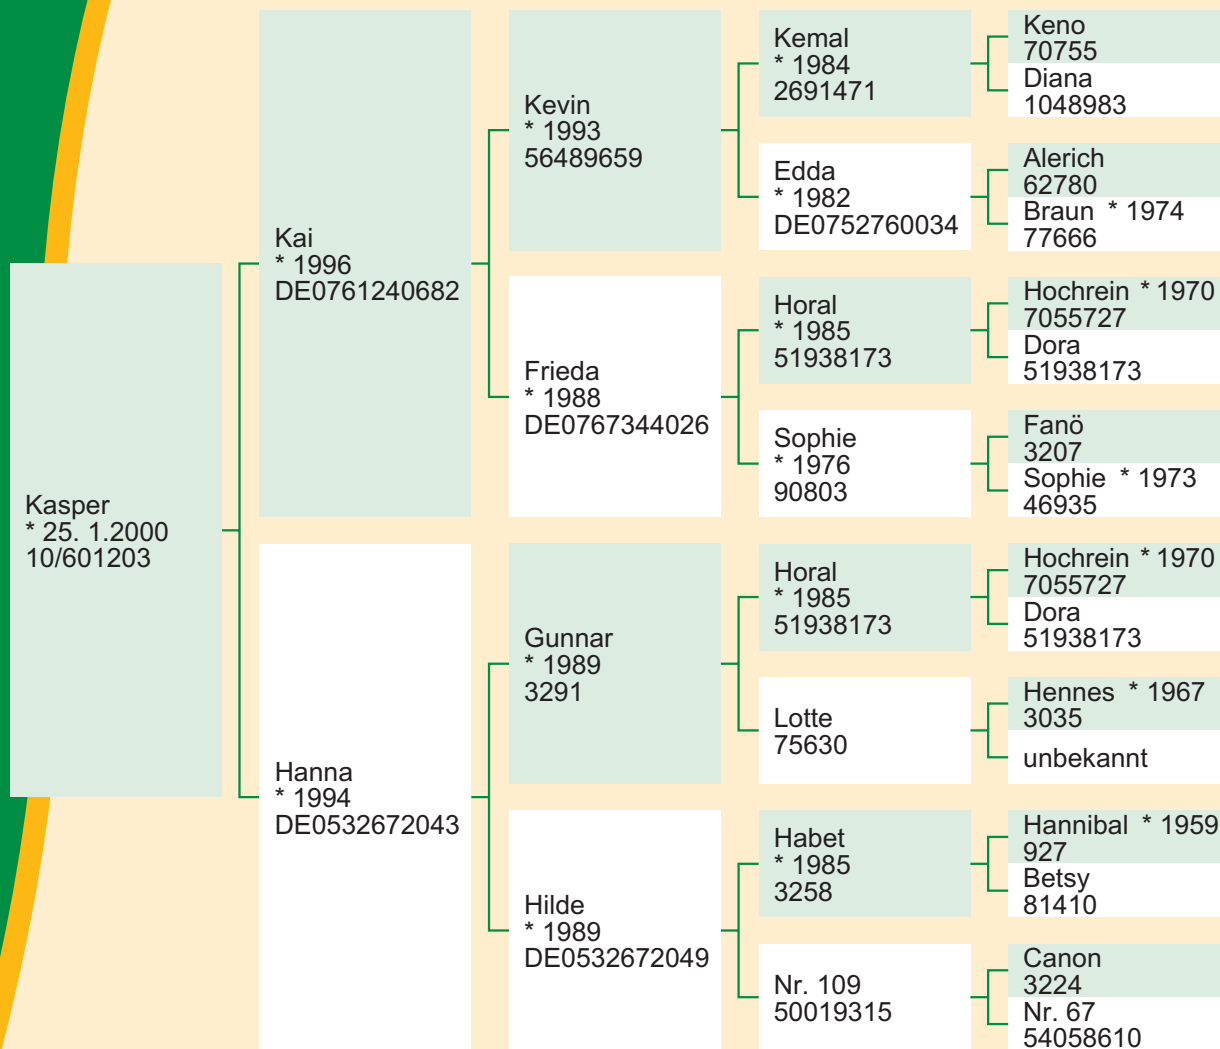 Kasper
* 25. 1.2000
10/601203
Kai
* 1996
DE0761240682
Hanna
* 1994
DE0532672043
Kevin
* 1993
56489659
Frieda
* 1988
DE0767344026
Gunnar
* 1989
3291
Hilde
* 1989
DE0532672049
Kemal
* 1984
2691471
Edda
* 1982
DE0752760034
Horal
* 1985
51938173
Sophie
* 1976
90803
Horal
* 1985
51938173
Lotte
75630
Habet
* 1985
3258
Nr. 109
50019315
Keno
70755
Diana
1048983
Alerich
62780
Braun * 1974
77666
Hochrein * 1970
7055727
Dora
51938173
Fanö
3207
Sophie * 1973
46935
Hochrein * 1970
7055727
Dora
51938173
Hennes * 1967
3035
unbekannt
Hannibal * 1959
927
Betsy
81410
Canon
3224
Nr. 67
54058610